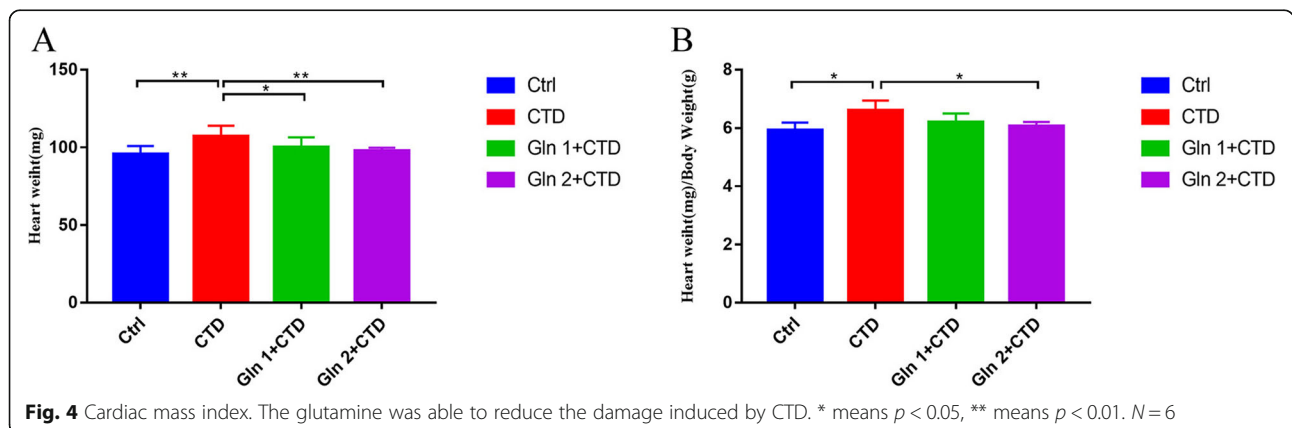 A
B
Heart weiht(mg)
150
100
50
0
**
**
*
Ctrl
CTD
Gln 1+CTD
Gln 2+CTD
Ctrl
CTD
Gln 1+CTD
Gln 2+CTD
Heart weiht(mg)/Body Weight(g)
8
6
4
2
0
*
*
Ctrl
CTD
Gln 1+CTD
Gln 2+CTD
Ctrl
CTD
Gln 1+CTD
Gln 2+CTD
Fig. 4 Cardiac mass index. The glutamine was able to reduce the damage induced by CTD. * means p < 0.05, ** means p < 0.01. N = 6